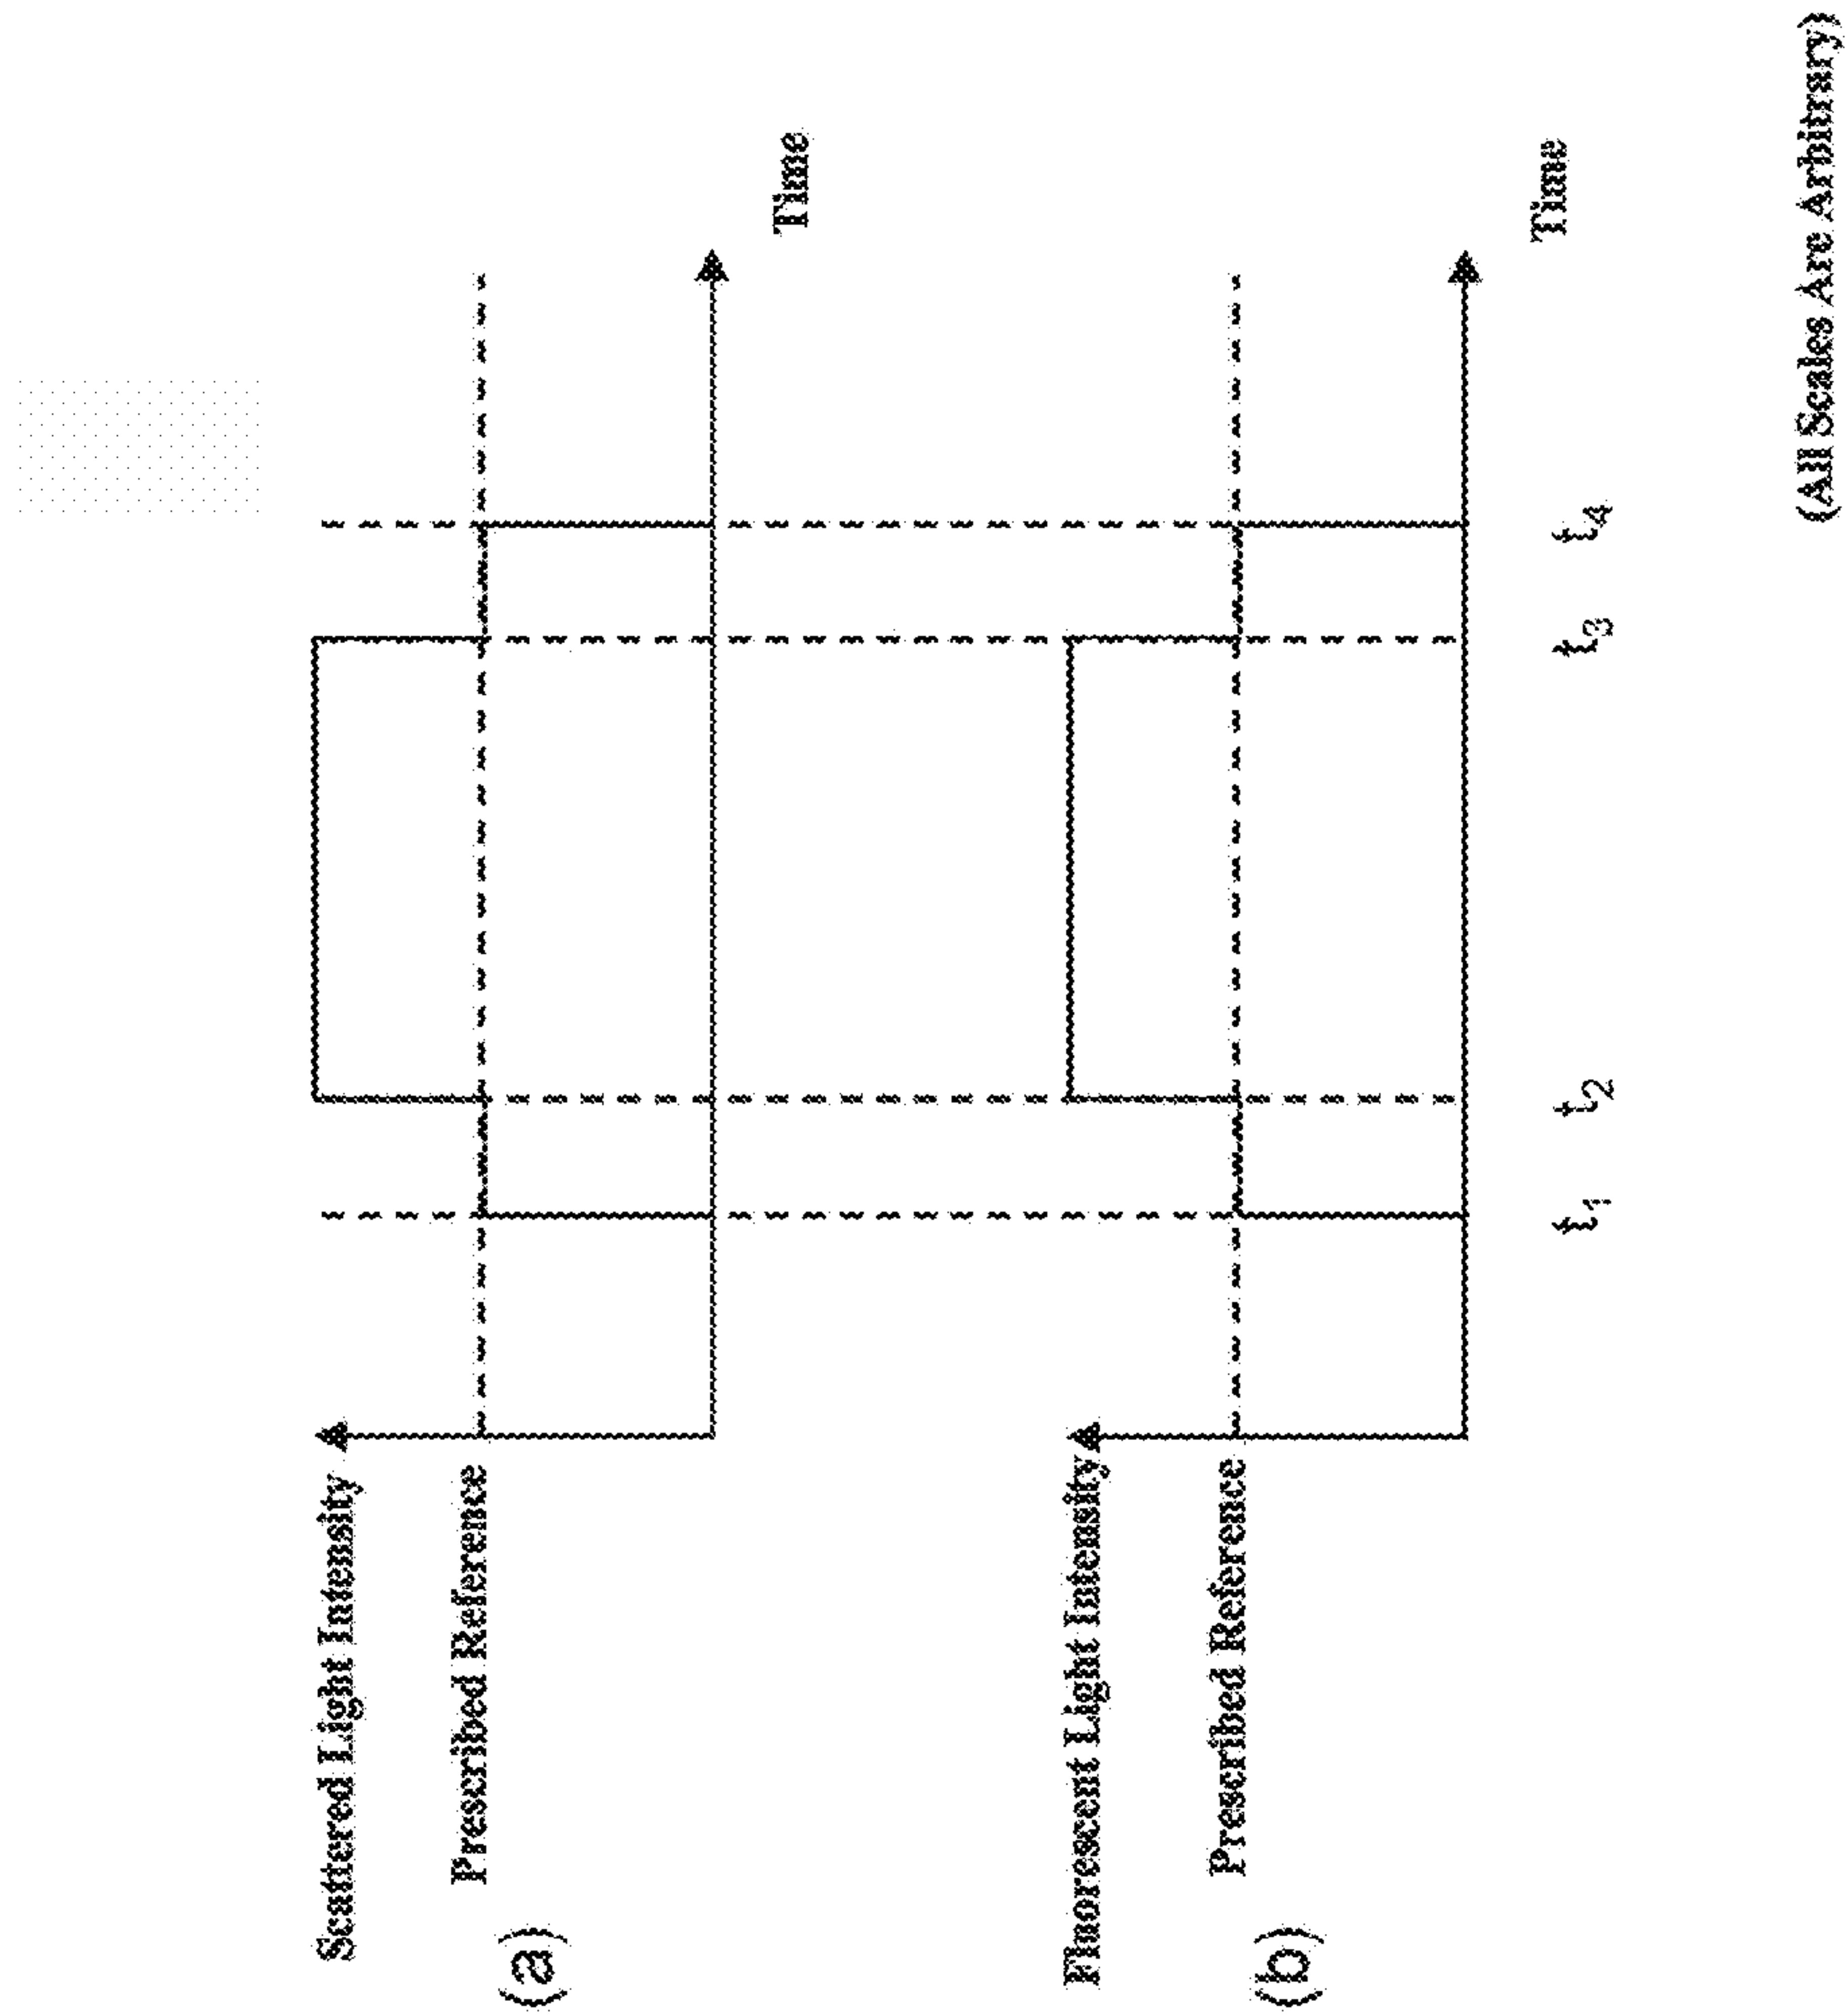 Scattered Light Intensity
Prescribed Reference
(a)
Time
Fluorescent Light Intensity
Prescribed Reference
(b)
Time
t1
t2
t3
t4
(All Scales Are Arbitrary)